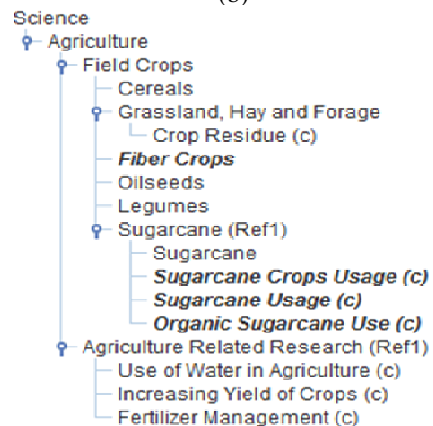 Science
Agriculture
Field Crops
Cereals
Grassland, Hay and Forage
Crop Residue (c)
Fiber Crops
Oilseeds
Legumes
Sugarcane (Ref1)
Sugarcane
Sugarcane Crops Usage (c)
Sugarcane Usage (c)
Organic Sugarcane Use (c)
Agriculture Related Research (Ref1)
Use of Water in Agriculture (c)
Increasing Yield of Crops (c)
Fertilizer Management (c)